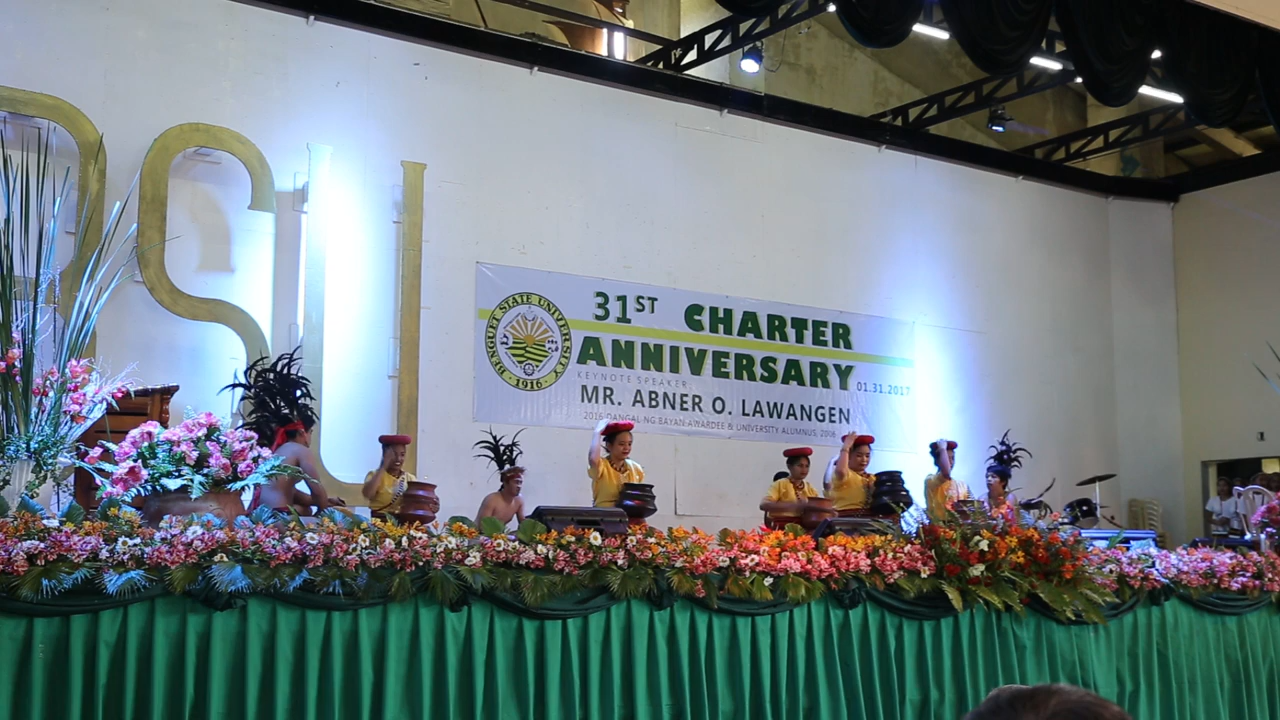 BSU
BENGUET STATE UNIVERSITY
· 1916 ·
31ST CHARTER
ANNIVERSARY
01.31.2017
KEYNOTE SPEAKER:
MR. ABNER O. LAWANGEN
2016 DANGAL NG BAYAN AWARDEE & UNIVERSITY ALUMNUS, 2006